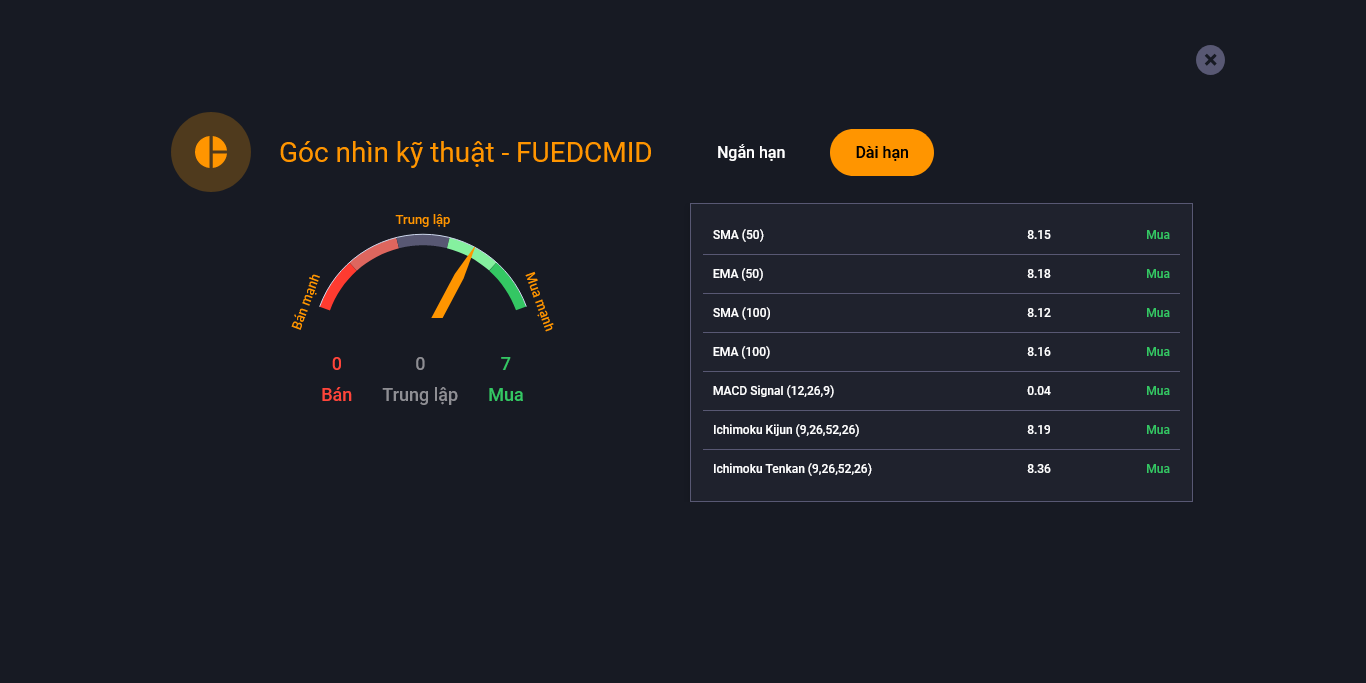 Góc nhìn kỹ thuật - FUEDCMID
Ngắn hạn
Dài hạn
Trung lập
Bán mạnh
Mua mạnh
0 0 7
Bán Trung lập Mua
SMA (50) 8.15 Mua
EMA (50) 8.18 Mua
SMA (100) 8.12 Mua
EMA (100) 8.16 Mua
MACD Signal (12,26,9) 0.04 Mua
Ichimoku Kijun (9,26,52,26) 8.19 Mua
Ichimoku Tenkan (9,26,52,26) 8.36 Mua